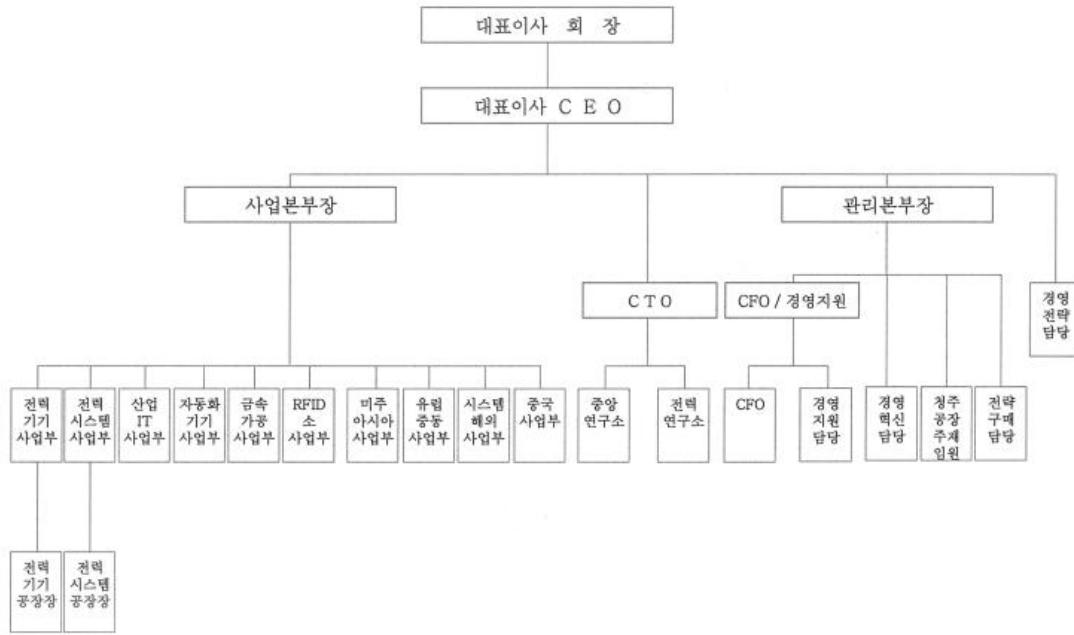 대표이사 회 장
대표이사 C E O
사업본부장
관리본부장
C T O
CFO / 경영지원
경영
전략
담당
전력
기기
사업부
전력
시스템
사업부
산업
IT
사업부
자동화
기기
사업부
금속
가공
사업부
RFID
소
사업부
미주
아시아
사업부
유럽
중동
사업부
시스템
해외
사업부
중국
사업부
중앙
연구소
전력
연구소
CFO
경영
지원
담당
경영
혁신
담당
청주
공장
주재
임원
전략
구매
담당
전력
기기
공장장
전력
시스템
공장장